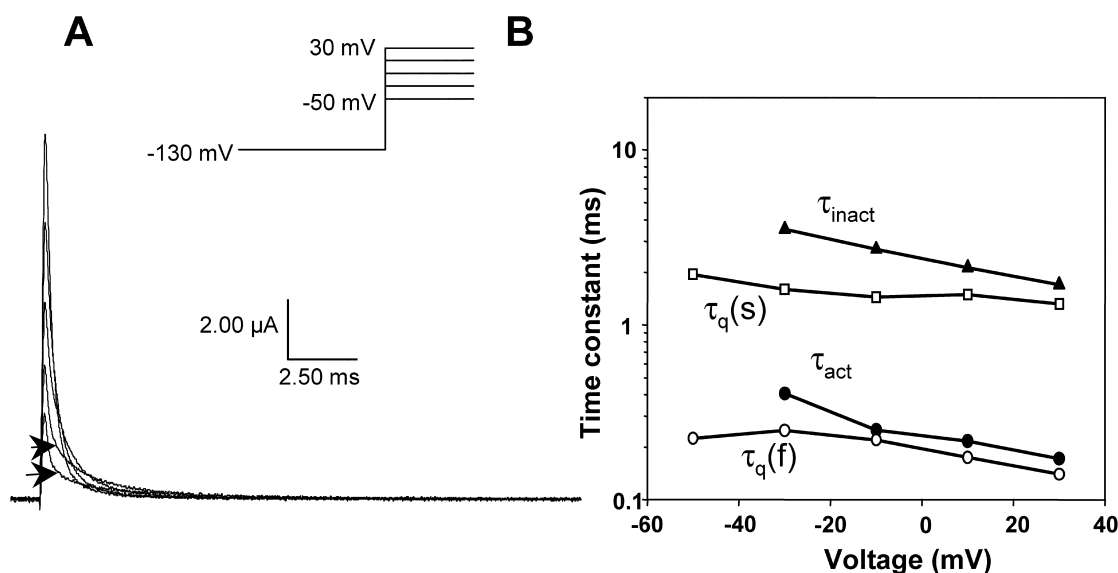 A
B
30 mV
-50 mV
-130 mV
2.00 µA
2.50 ms
Time constant (ms)
10
1
0.1
τinact
τq(s)
τact
τq(f)
-60 -40 -20 0 20 40
Voltage (mV)